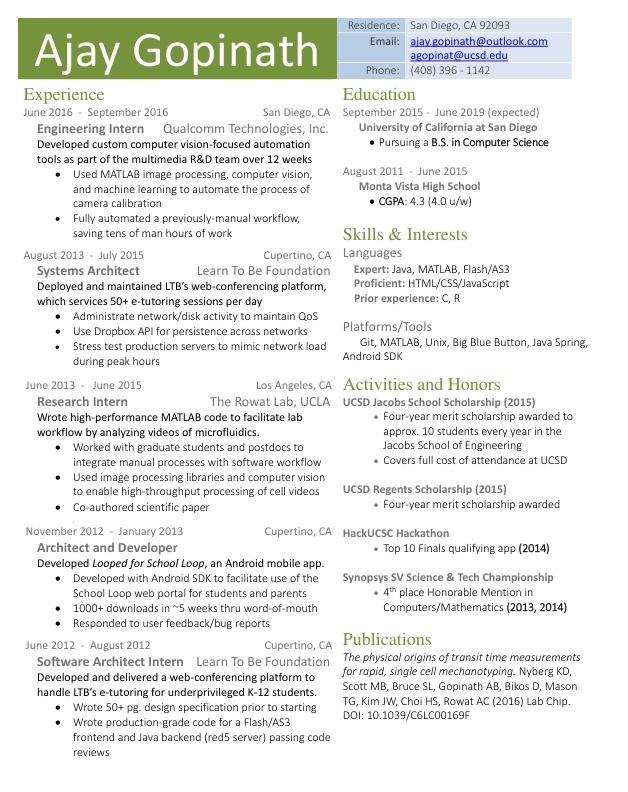 Ajay Gopinath
Residence: San Diego, CA 92093
Email: ajay.gopinath@outlook.com
agopinat@ucsd.edu
Phone: (408) 396 - 1142
Experience
June 2016 - September 2016 San Diego, CA
Engineering Intern Qualcomm Technologies, Inc.
Developed custom computer vision-focused automation
tools as part of the multimedia R&D team over 12 weeks
• Used MATLAB image processing, computer vision,
and machine learning to automate the process of
camera calibration
• Fully automated a previously-manual workflow,
saving tens of man hours of work
August 2013 - July 2015 Cupertino, CA
Systems Architect Learn To Be Foundation
Deployed and maintained LTB's web-conferencing platform,
which services 50+ e-tutoring sessions per day
• Administrate network/disk activity to maintain QoS
• Use Dropbox API for persistence across networks
• Stress test production servers to mimic network load
during peak hours
June 2013 - June 2015 Los Angeles, CA
Research Intern The Rowat Lab, UCLA
Wrote high-performance MATLAB code to facilitate lab
workflow by analyzing videos of microfluidics.
• Worked with graduate students and postdocs to
integrate manual processes with software workflow
• Used image processing libraries and computer vision
to enable high-throughput processing of cell videos
• Co-authored scientific paper
November 2012 - January 2013 Cupertino, CA
Architect and Developer
Developed Looped for School Loop, an Android mobile app.
• Developed with Android SDK to facilitate use of the
School Loop web portal for students and parents
• 1000+ downloads in ~5 weeks thru word-of-mouth
• Responded to user feedback/bug reports
June 2012 - August 2012 Cupertino, CA
Software Architect Intern Learn To Be Foundation
Developed and delivered a web-conferencing platform to
handle LTB's e-tutoring for underprivileged K-12 students.
• Wrote 50+ pg. design specification prior to starting
• Wrote production-grade code for a Flash/AS3
frontend and Java backend (red5 server) passing code
reviews
Education
September 2015 - June 2019 (expected)
University of California at San Diego
• Pursuing a B.S. in Computer Science
August 2011 - June 2015
Monta Vista High School
• CGPA: 4.3 (4.0 u/w)
Skills & Interests
Languages
Expert: Java, MATLAB, Flash/AS3
Proficient: HTML/CSS/JavaScript
Prior experience: C, R
Platforms/Tools
Git, MATLAB, Unix, Big Blue Button, Java Spring,
Android SDK
Activities and Honors
UCSD Jacobs School Scholarship (2015)
• Four-year merit scholarship awarded to
approx. 10 students every year in the
Jacobs School of Engineering
• Covers full cost of attendance at UCSD
UCSD Regents Scholarship (2015)
• Four-year merit scholarship awarded
HackUCSC Hackathon
• Top 10 Finals qualifying app (2014)
Synopsys SV Science & Tech Championship
• 4th place Honorable Mention in
Computers/Mathematics (2013, 2014)
Publications
The physical origins of transit time measurements
for rapid, single cell mechanotyping. Nyberg KD,
Scott MB, Bruce SL, Gopinath AB, Bikos D, Mason
TG, Kim JW, Choi HS, Rowat AC (2016) Lab Chip.
DOI: 10.1039/C6LC00169F